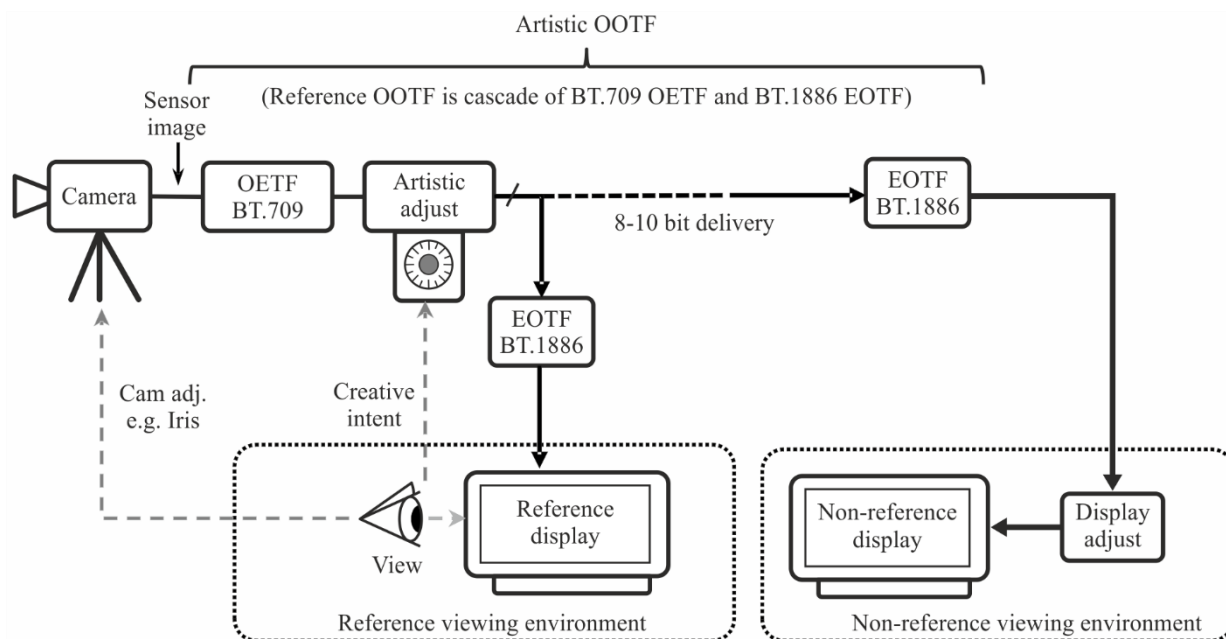 Artistic OOTF
(Reference OOTF is cascade of BT.709 OETF and BT.1886 EOTF)
Sensor
image
Camera
OETF
BT.709
Artistic
adjust
8-10 bit delivery
EOTF
BT.1886
EOTF
BT.1886
Cam adj.
e.g. Iris
Creative
intent
View
Reference
display
Reference viewing environment
Non-reference
display
Display
adjust
Non-reference viewing environment